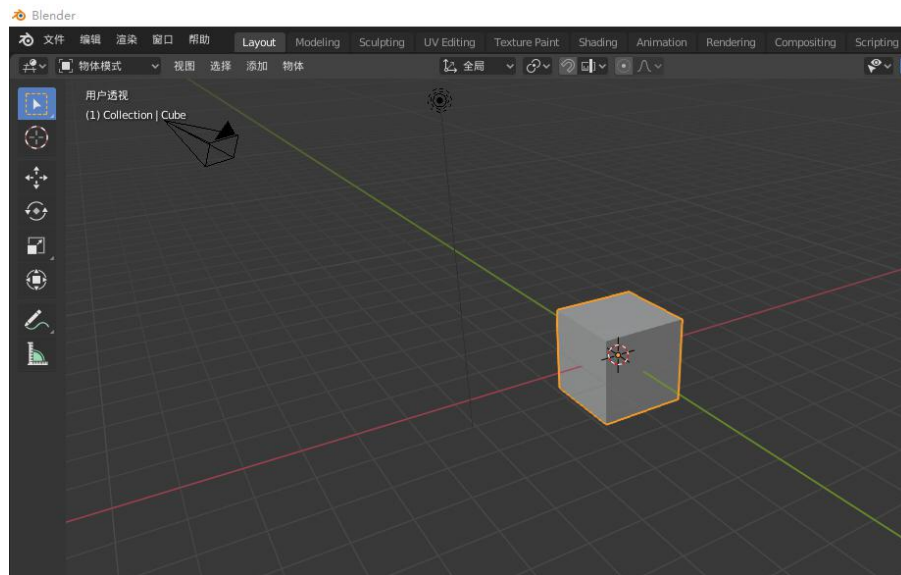 Blender
文件 编辑 渲染 窗口 帮助 Layout Modeling Sculpting UV Editing Texture Paint Shading Animation Rendering Compositing Scripting
物体模式 视图 选择 添加 物体 全局
用户透视
(1) Collection | Cube